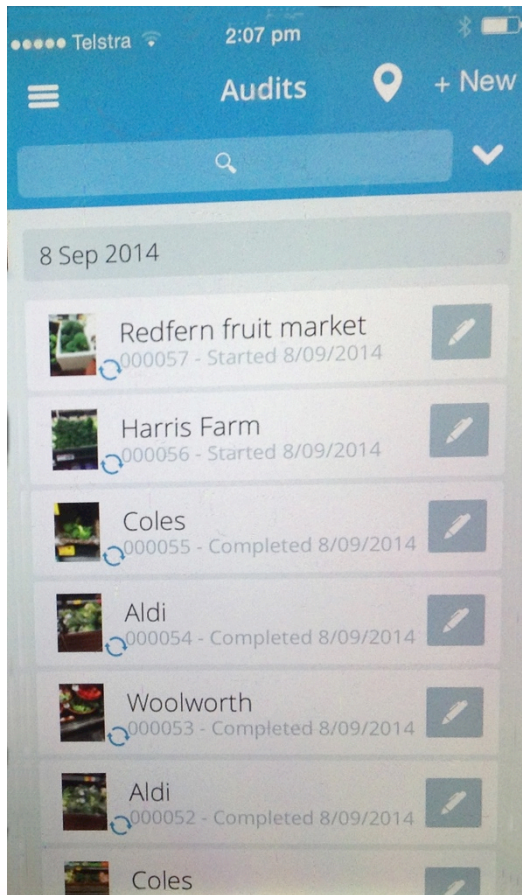 Telstra 2:07 pm
Audits + New
8 Sep 2014
Redfern fruit market
000057 - Started 8/09/2014
Harris Farm
000056 - Started 8/09/2014
Coles
000055 - Completed 8/09/2014
Aldi
000054 - Completed 8/09/2014
Woolworth
000053 - Completed 8/09/2014
Aldi
000052 - Completed 8/09/2014
Coles